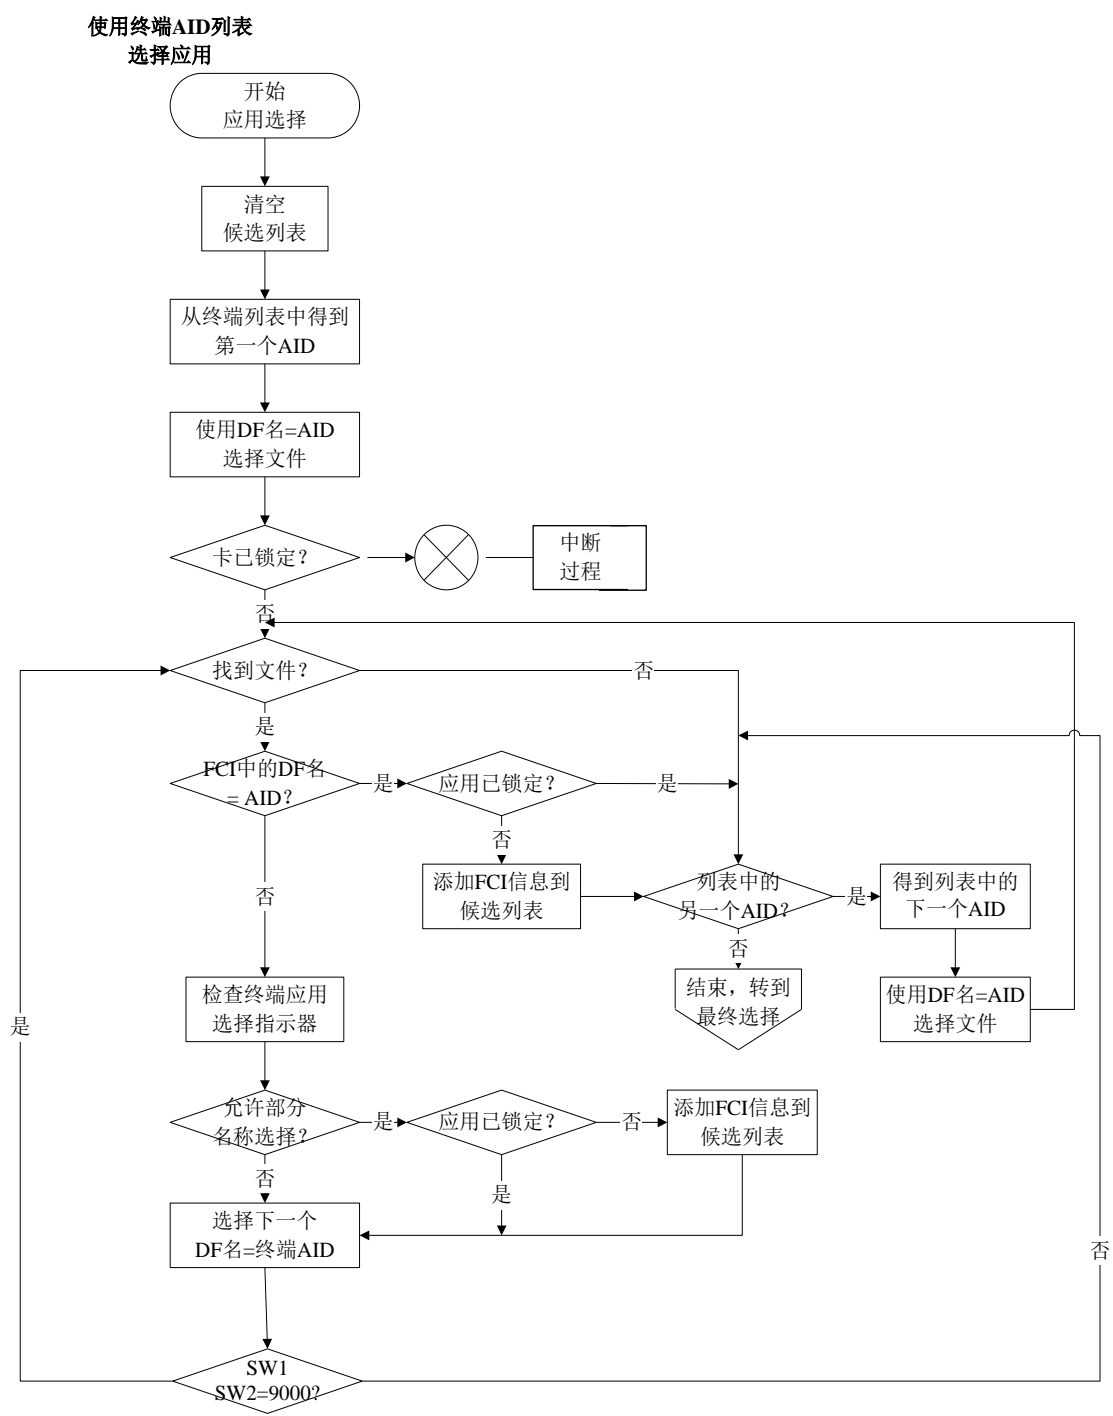 使用终端AID列表
选择应用
开始
应用选择
清空
候选列表
从终端列表中得到
第一个AID
使用DF名=AID
选择文件
卡已锁定?
中断
过程
否
找到文件?
否
是
FCI中的DF名
= AID?
是
应用已锁定?
是
否
否
添加FCI信息到
候选列表
列表中的
另一个AID?
是
得到列表中的
下一个AID
否
检查终端应用
选择指示器
结束，转到
最终选择
使用DF名=AID
选择文件
是
允许部分
名称选择?
是
应用已锁定?
否
添加FCI信息到
候选列表
否
是
选择下一个
DF名=终端AID
否
SW1
SW2=9000?